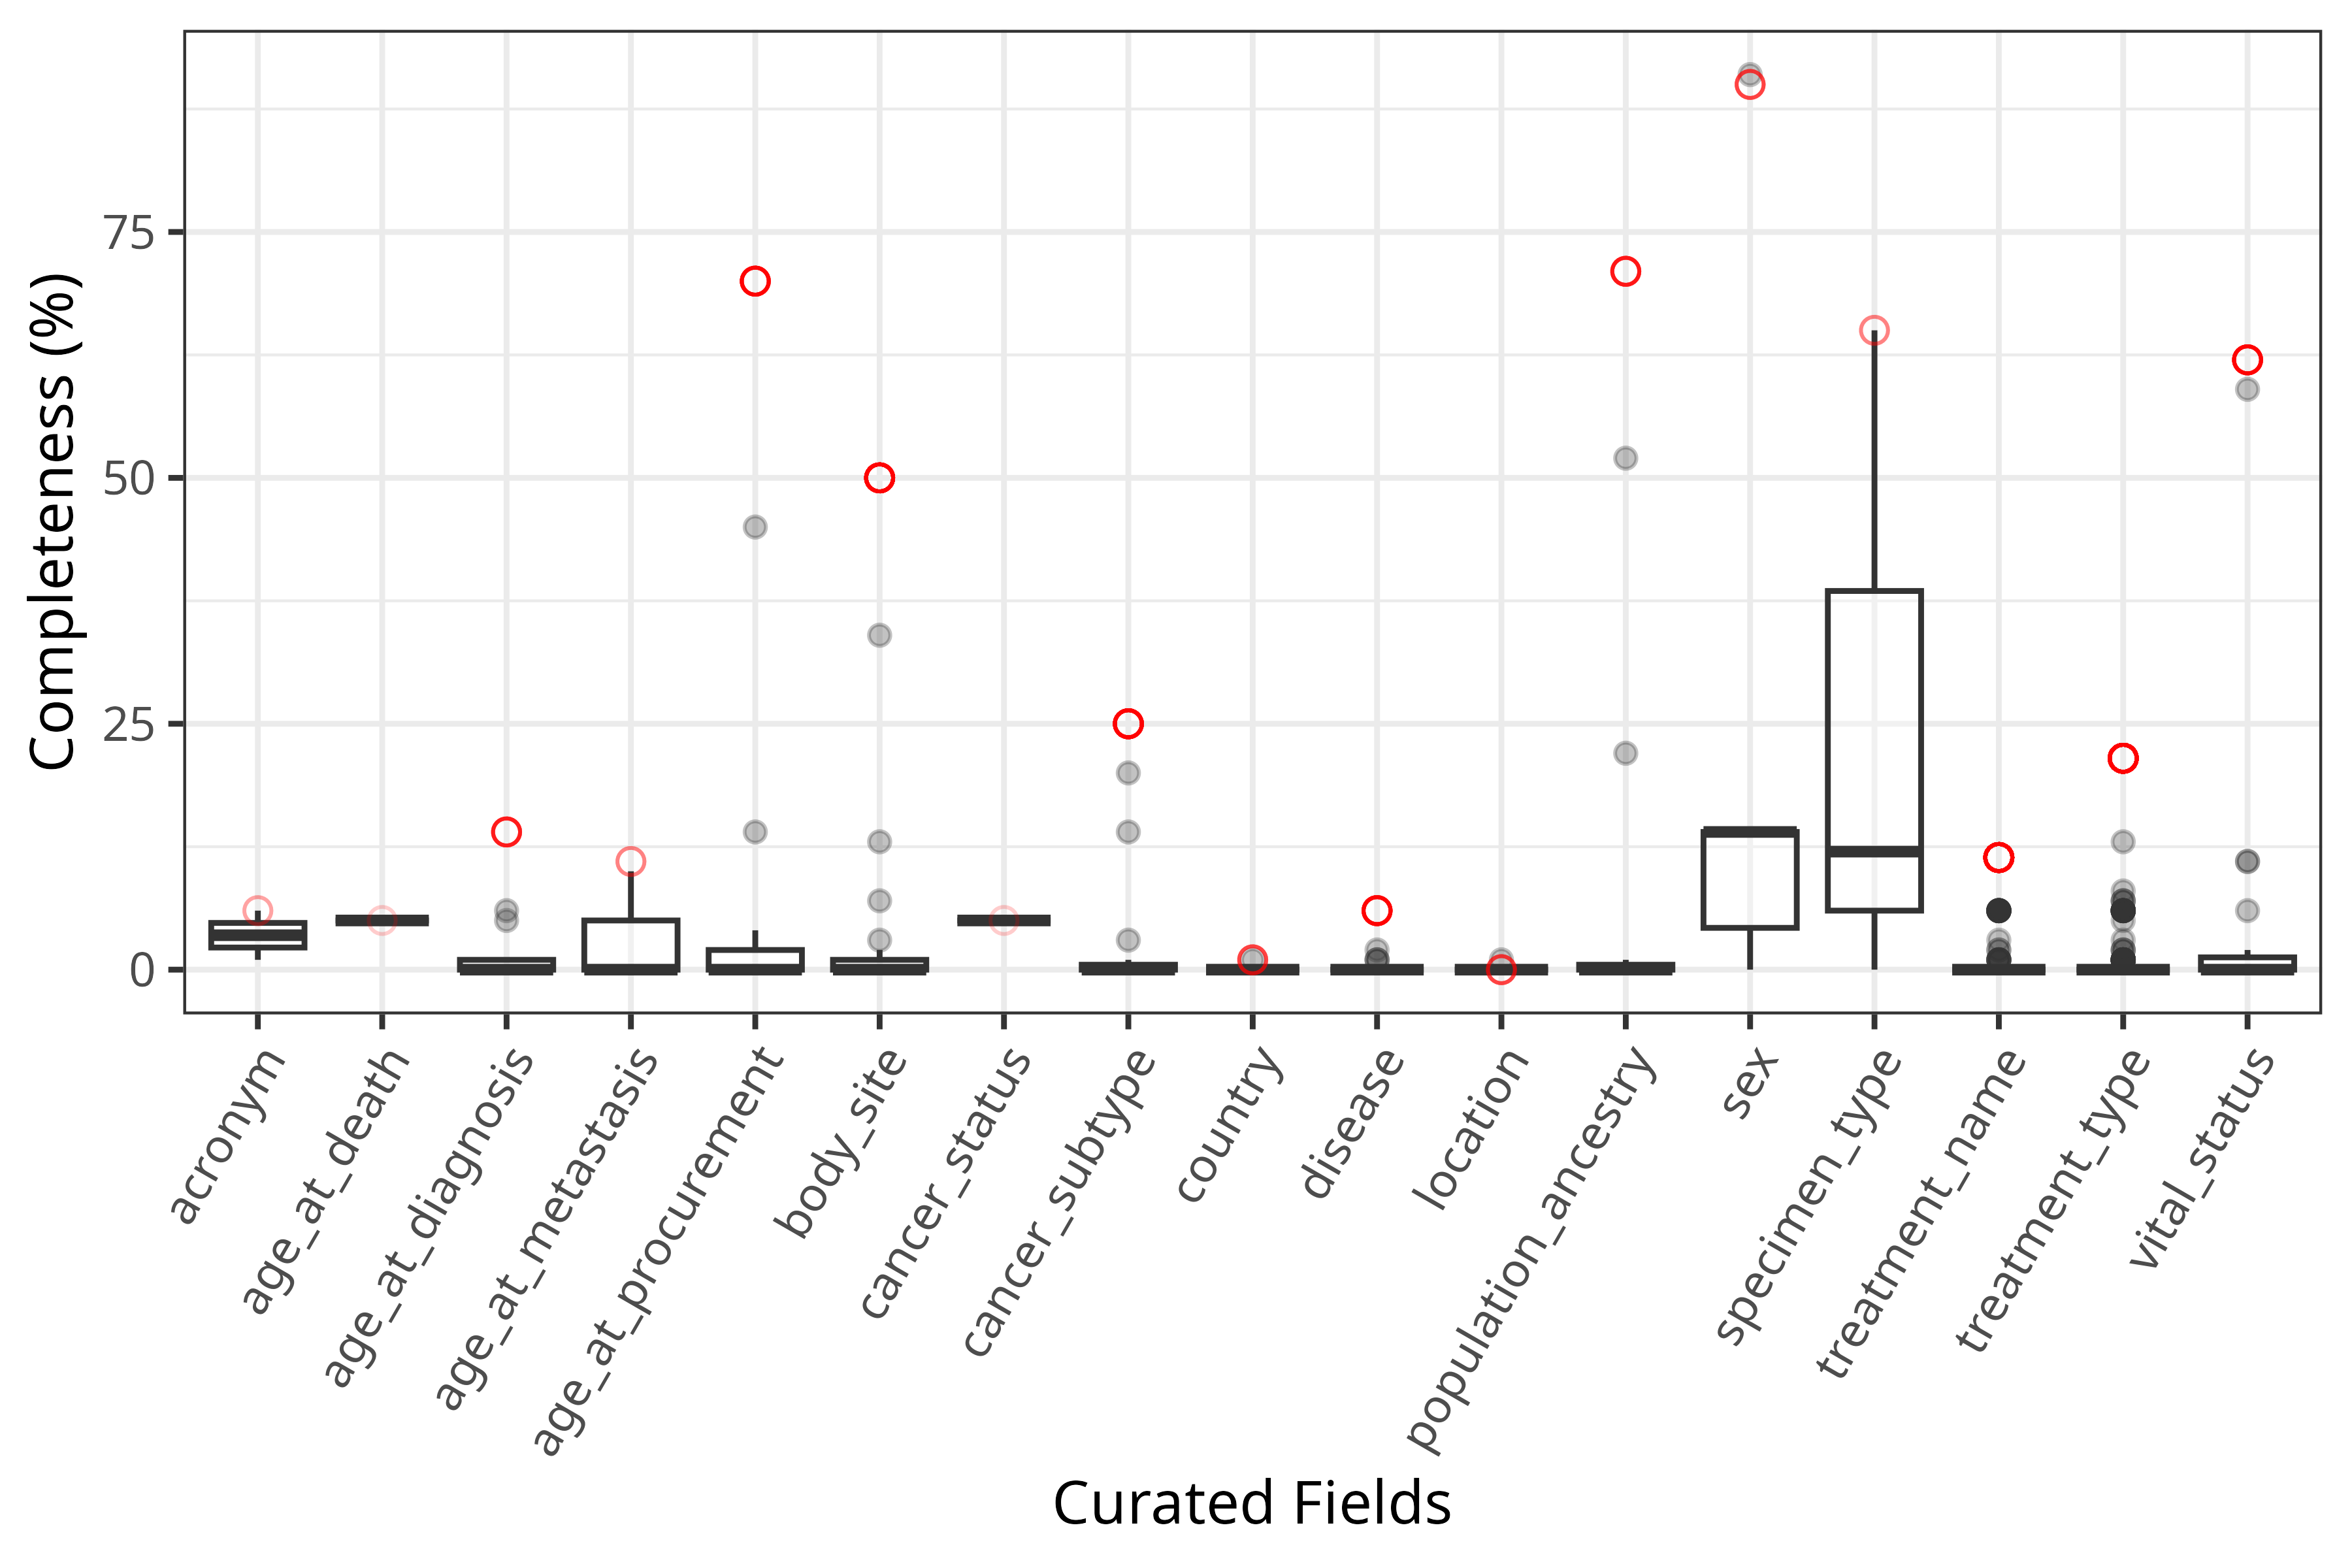 Completeness (%)
75
50
25
0
acronym
age_at_death
age_at_diagnosis
age_at_metastasis
age_at_procurement
body_site
cancer_status
cancer_subtype
country
disease
location
population_ancestry
sex
specimen_type
treatment_name
treatment_type
vital_status
Curated Fields